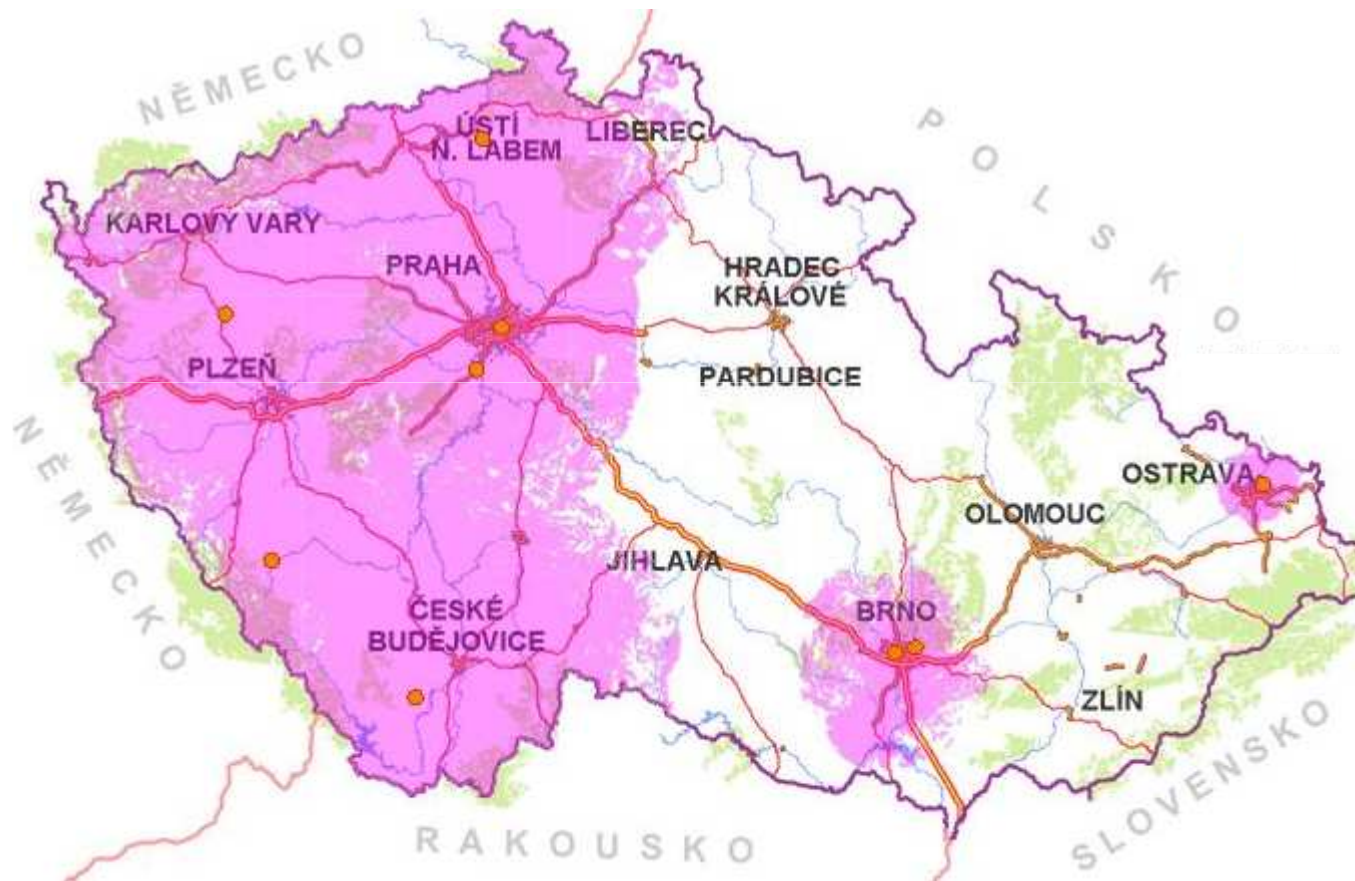 NĚMECKO
POLSKO
ÚSTÍ
N. LABEM
LIBEREC
KARLOVY VARY
PRAHA
HRADEC
KRÁLOVÉ
PLZEŇ
PARDUBICE
NĚMECKO
OSTRAVA
OLOMOUC
JIHLAVA
BRNO
ČESKÉ
BUDĚJOVICE
ZLÍN
SLOVENSKO
RAKOUSKO